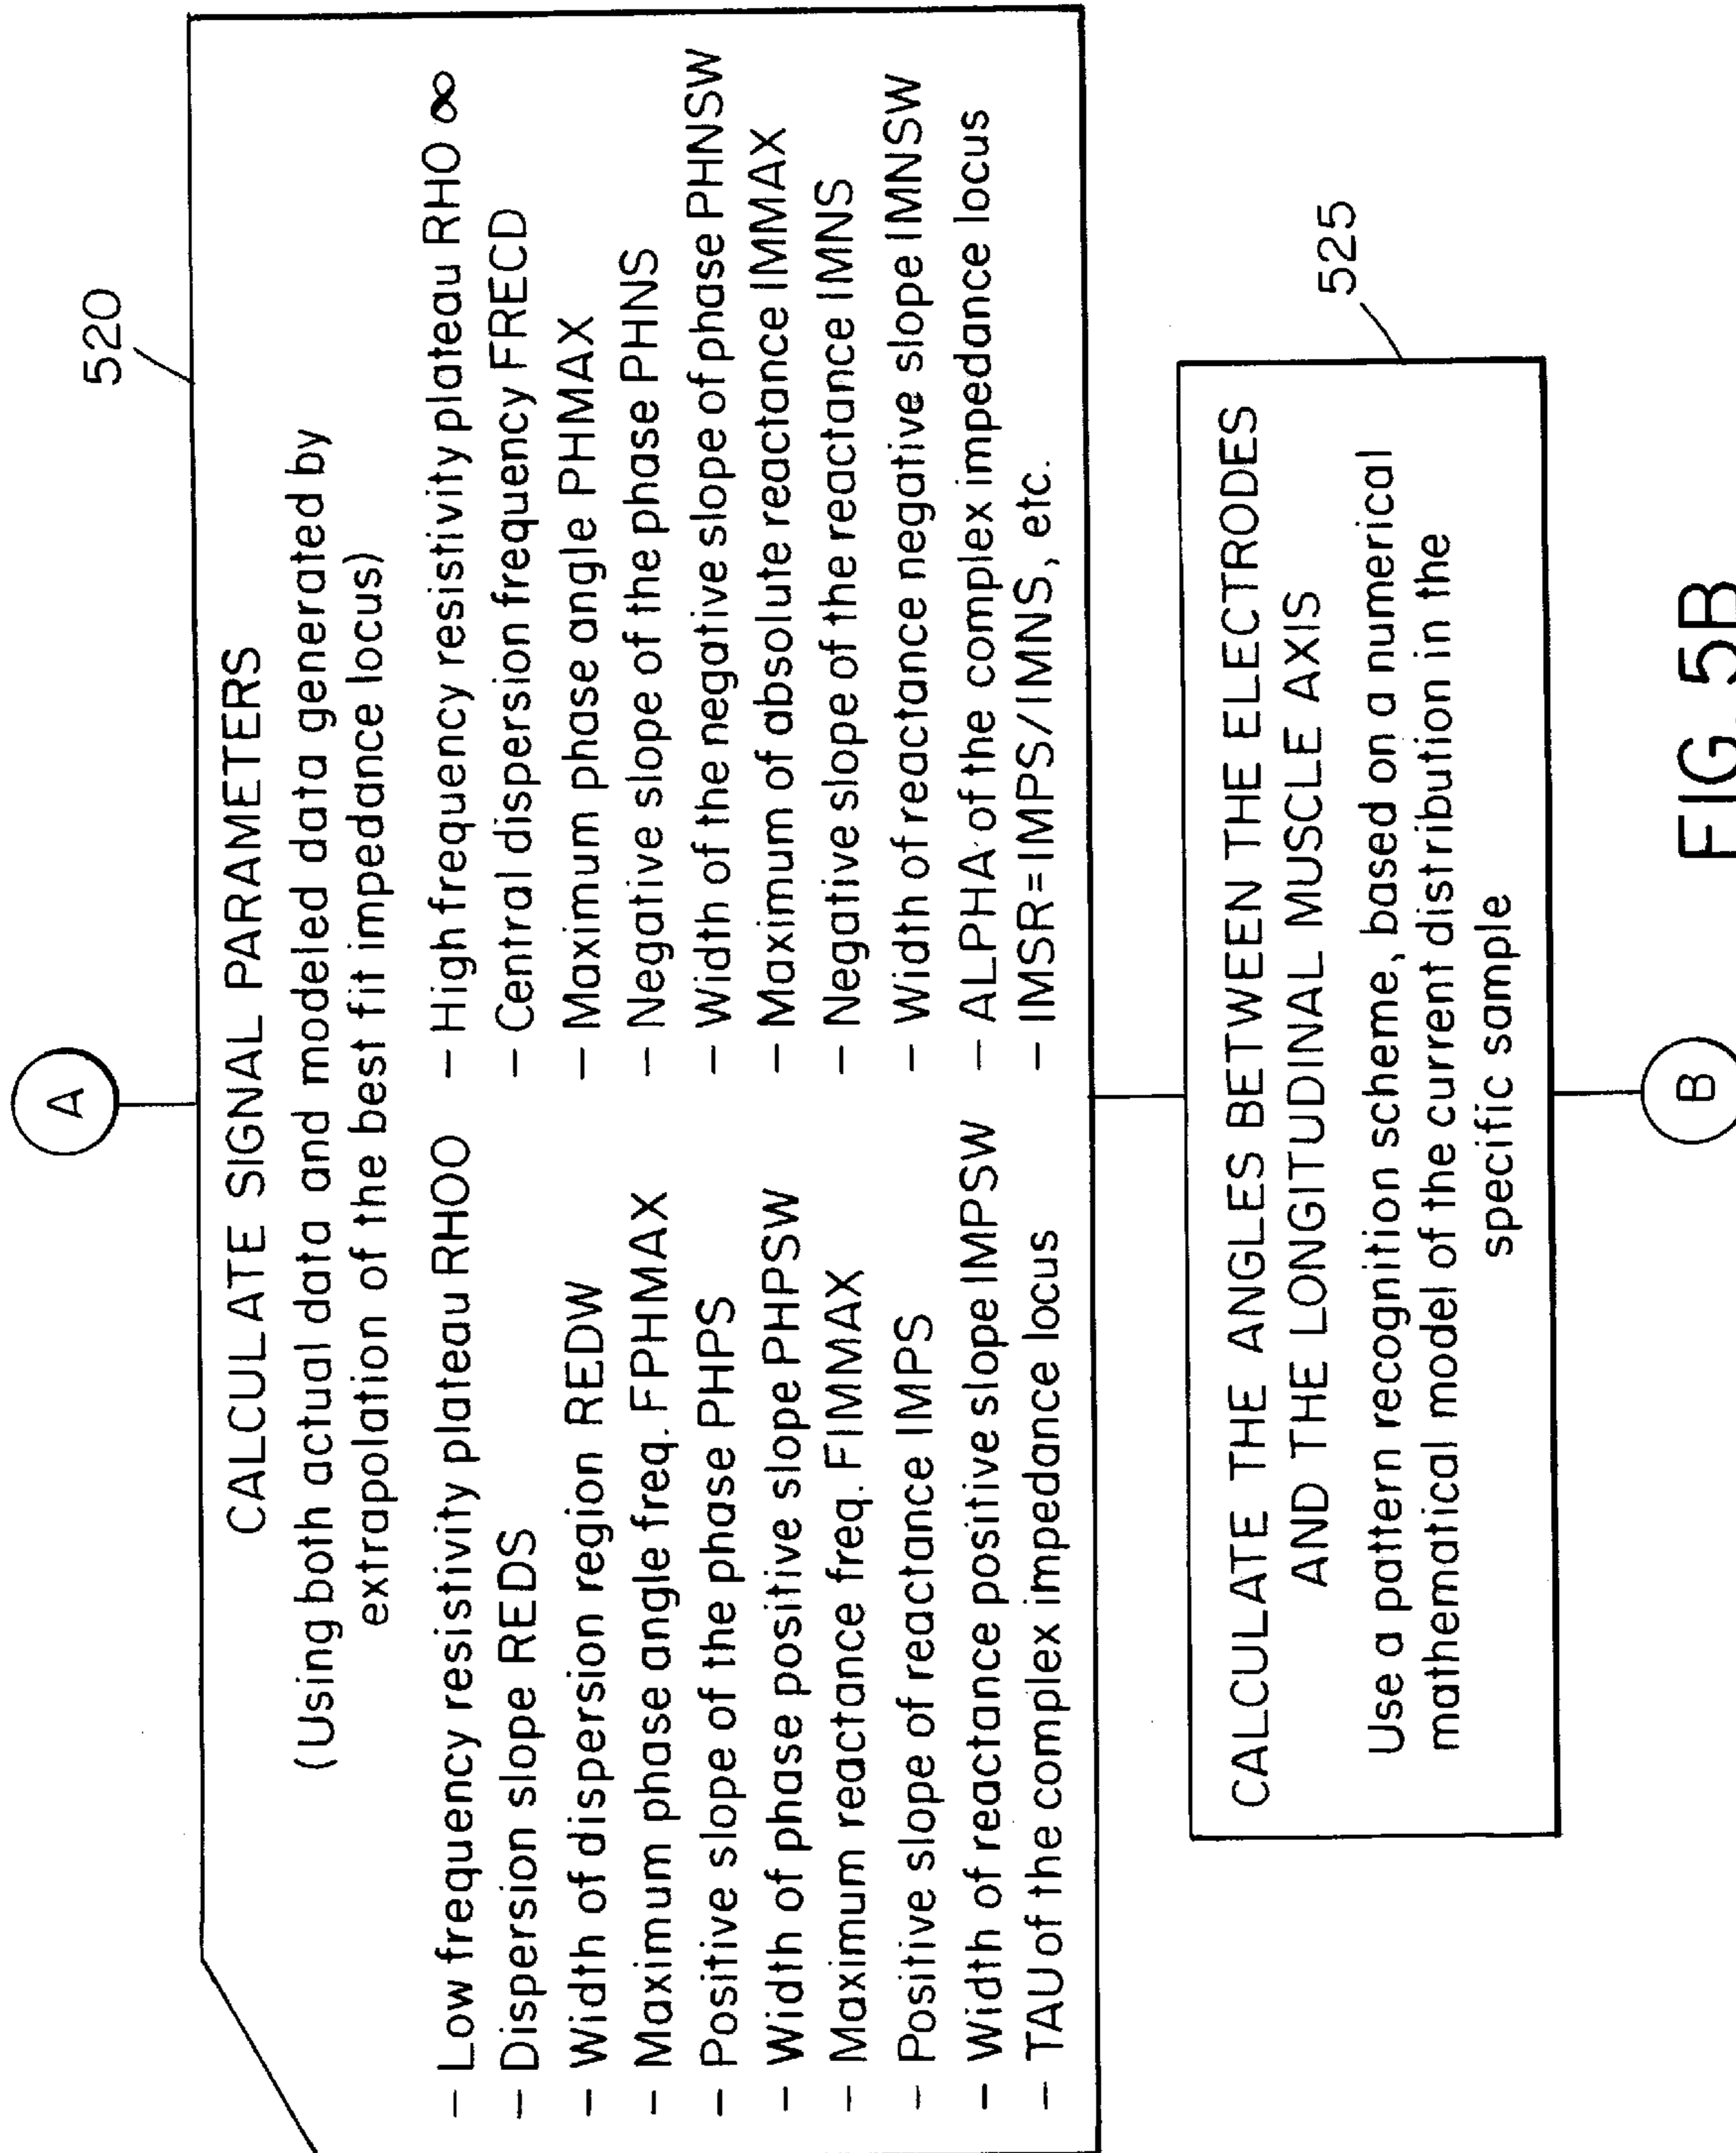 A
520
CALCULATE SIGNAL PARAMETERS
(Using both actual data and modeled data generated by
extrapolation of the best fit impedance locus)
– Low frequency resistivity plateau RHOO
– Dispersion slope REDS
– Width of dispersion region REDW
– Maximum phase angle freq. FPHMAX
– Positive slope of the phase PHPS
– Width of phase positive slope PHPSW
– Maximum reactance freq. FIMMAX
– Positive slope of reactance IMPS
– Width of reactance positive slope IMPSW
– TAU of the complex impedance locus
– High frequency resistivity plateau RHO ∞
– Central dispersion frequency FRECD
– Maximum phase angle PHMAX
– Negative slope of the phase PHNS
– Width of the negative slope of phase PHNSW
– Maximum of absolute reactance IMMAX
– Negative slope of the reactance IMNS
– Width of reactance negative slope IMNSW
– ALPHA of the complex impedance locus
– IMSR=IMPS/IMNS, etc.
525
CALCULATE THE ANGLES BETWEEN THE ELECTRODES
AND THE LONGITUDINAL MUSCLE AXIS
Use a pattern recognition scheme, based on a numerical
mathematical model of the current distribution in the
specific sample
B
FIG. 5B